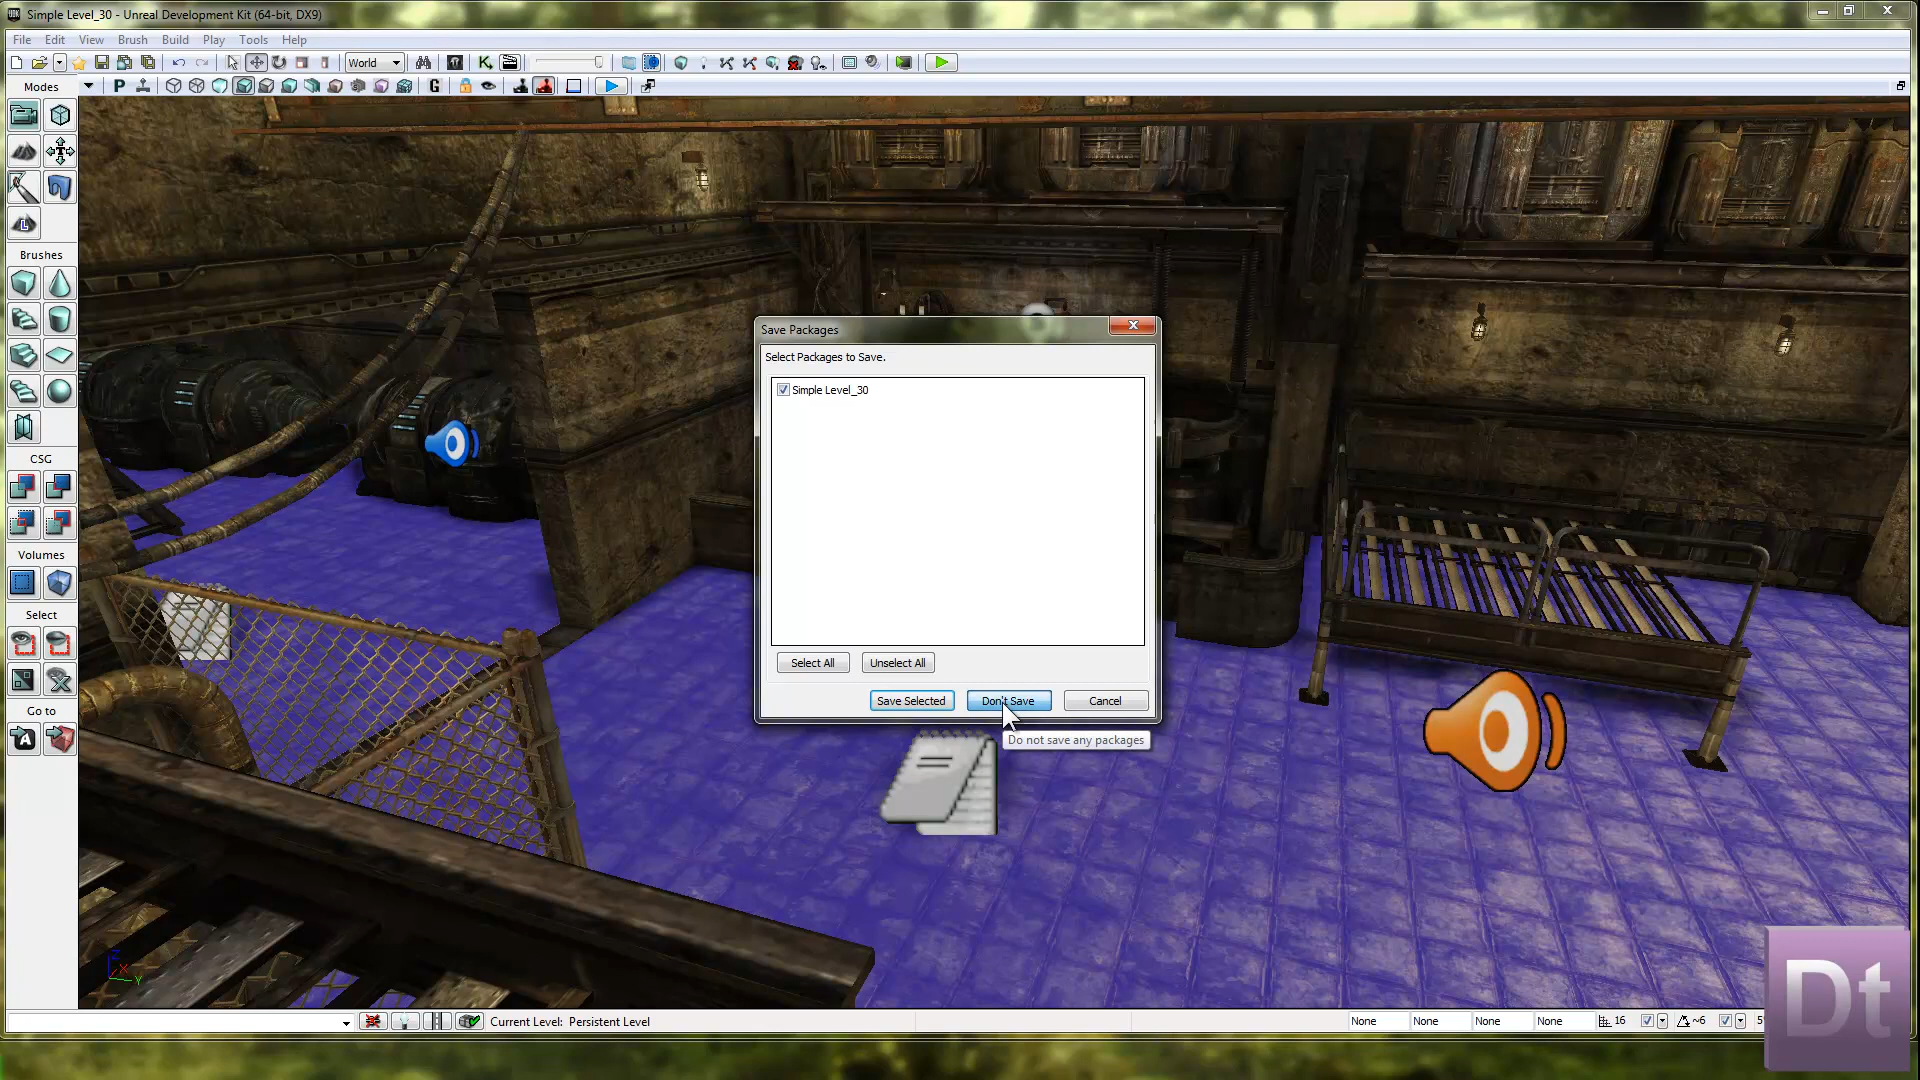 Simple Level_30 - Unreal Development Kit (64-bit, DX9)
File Edit View Brush Build Play Tools Help
World
Modes
P
G
Brushes
CSG
Volumes
Select
Go to
Save Packages
Select Packages to Save.
Simple Level_30
Select All Unselect All
Save Selected Don't Save Cancel
Do not save any packages
Z
X
Y
Current Level: Persistent Level
None None None None 16 ~6
Dt